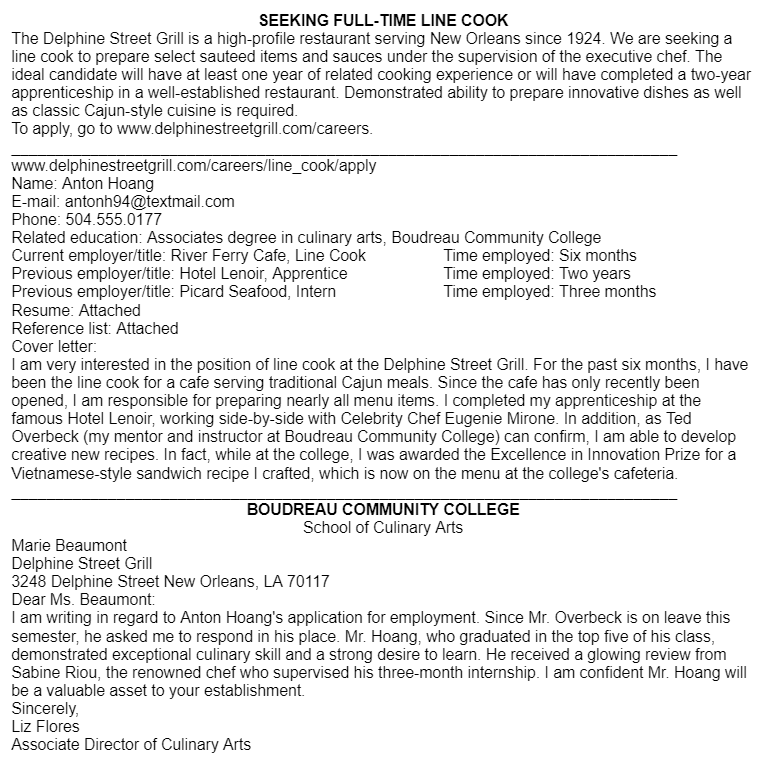 SEEKING FULL-TIME LINE COOK
The Delphine Street Grill is a high-profile restaurant serving New Orleans since 1924. We are seeking a
line cook to prepare select sauteed items and sauces under the supervision of the executive chef. The
ideal candidate will have at least one year of related cooking experience or will have completed a two-year
apprenticeship in a well-established restaurant. Demonstrated ability to prepare innovative dishes as well
as classic Cajun-style cuisine is required.
To apply, go to www.delphinestreetgrill.com/careers.
www.delphinestreetgrill.com/careers/line_cook/apply
Name: Anton Hoang
E-mail: antonh94@textmail.com
Phone: 504.555.0177
Related education: Associates degree in culinary arts, Boudreau Community College
Current employer/title: River Ferry Cafe, Line Cook Time employed: Six months
Previous employer/title: Hotel Lenoir, Apprentice Time employed: Two years
Previous employer/title: Picard Seafood, Intern Time employed: Three months
Resume: Attached
Reference list: Attached
Cover letter:
I am very interested in the position of line cook at the Delphine Street Grill. For the past six months, I have
been the line cook for a cafe serving traditional Cajun meals. Since the cafe has only recently been
opened, I am responsible for preparing nearly all menu items. I completed my apprenticeship at the
famous Hotel Lenoir, working side-by-side with Celebrity Chef Eugenie Mirone. In addition, as Ted
Overbeck (my mentor and instructor at Boudreau Community College) can confirm, I am able to develop
creative new recipes. In fact, while at the college, I was awarded the Excellence in Innovation Prize for a
Vietnamese-style sandwich recipe I crafted, which is now on the menu at the college's cafeteria.
BOUDREAU COMMUNITY COLLEGE
School of Culinary Arts
Marie Beaumont
Delphine Street Grill
3248 Delphine Street New Orleans, LA 70117
Dear Ms. Beaumont:
I am writing in regard to Anton Hoang's application for employment. Since Mr. Overbeck is on leave this
semester, he asked me to respond in his place. Mr. Hoang, who graduated in the top five of his class,
demonstrated exceptional culinary skill and a strong desire to learn. He received a glowing review from
Sabine Riou, the renowned chef who supervised his three-month internship. I am confident Mr. Hoang will
be a valuable asset to your establishment.
Sincerely,
Liz Flores
Associate Director of Culinary Arts